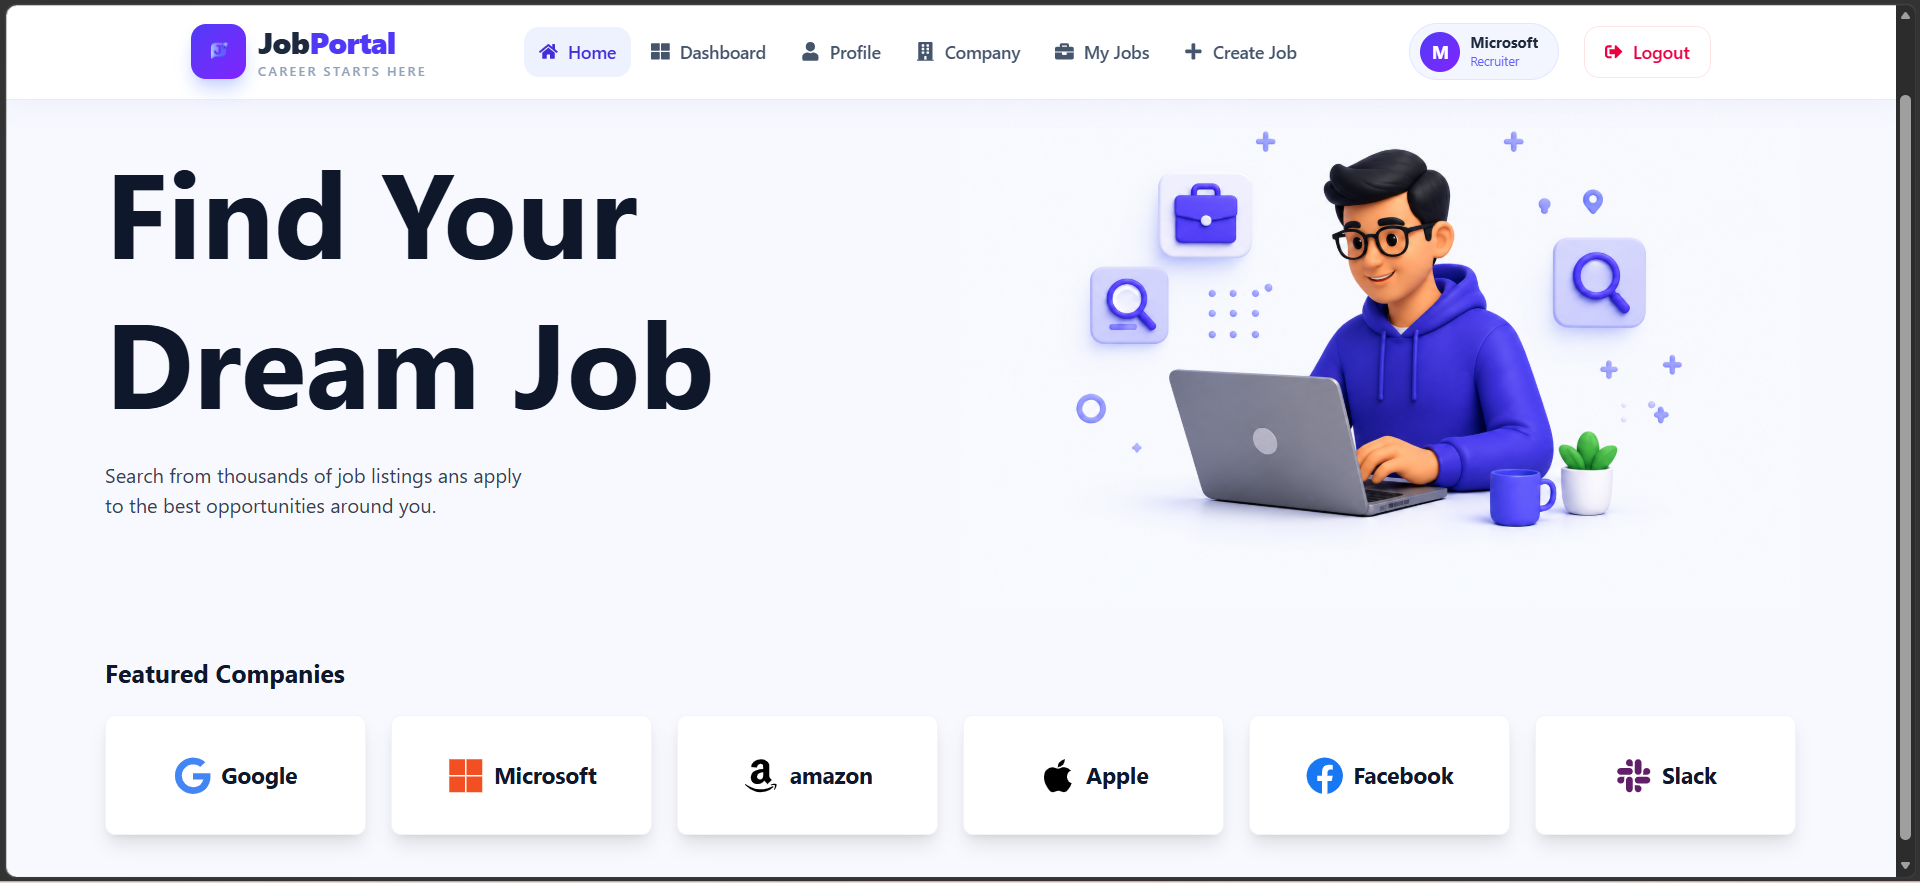 JobPortal
CAREER STARTS HERE
Home
Dashboard
Profile
Company
My Jobs
Create Job
M
Microsoft
Recruiter
Logout
Find Your
Dream Job
Search from thousands of job listings ans apply
to the best opportunities around you.
Featured Companies
Google
Microsoft
amazon
Apple
Facebook
Slack